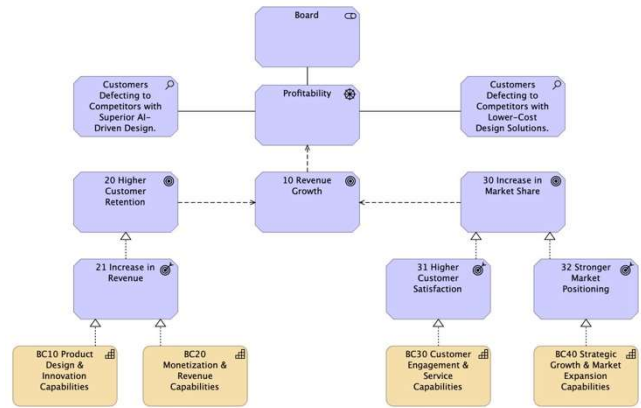 Board
Customers
Defecting to
Competitors with
Superior AI-
Driven Design.
Profitability
Customers
Defecting to
Competitors with
Lower-Cost
Design Solutions.
20 Higher
Customer
Retention
10 Revenue
Growth
30 Increase in
Market Share
21 Increase in
Revenue
31 Higher
Customer
Satisfaction
32 Stronger
Market
Positioning
BC10 Product
Design &
Innovation
Capabilities
BC20
Monetization &
Revenue
Capabilities
BC30 Customer
Engagement &
Service
Capabilities
BC40 Strategic
Growth & Market
Expansion
Capabilities